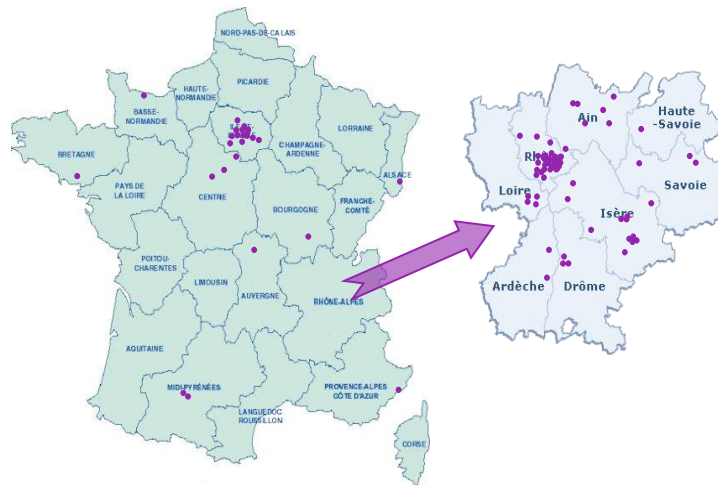 NORD-PAS-DE-CALAIS
HAUTE-
NORMANDIE
PICARDIE
BASSE-
NORMANDIE
LORRAINE
CHAMPAGNE-
ARDENNE
ALSACE
BRETAGNE
PAYS DE
LA LOIRE
CENTRE
BOURGOGNE
FRANCHE-
COMTÉ
POITOU-
CHARENTES
LIMOUSIN
AUVERGNE
RHÔNE-ALPES
AQUITAINE
MIDI-PYRÉNÉES
LANGUEDOC
ROUSSILLON
PROVENCE-ALPES
CÔTE D'AZUR
CORSE
Ain
Haute
-Savoie
Loire
Savoie
Isère
Ardèche
Drôme